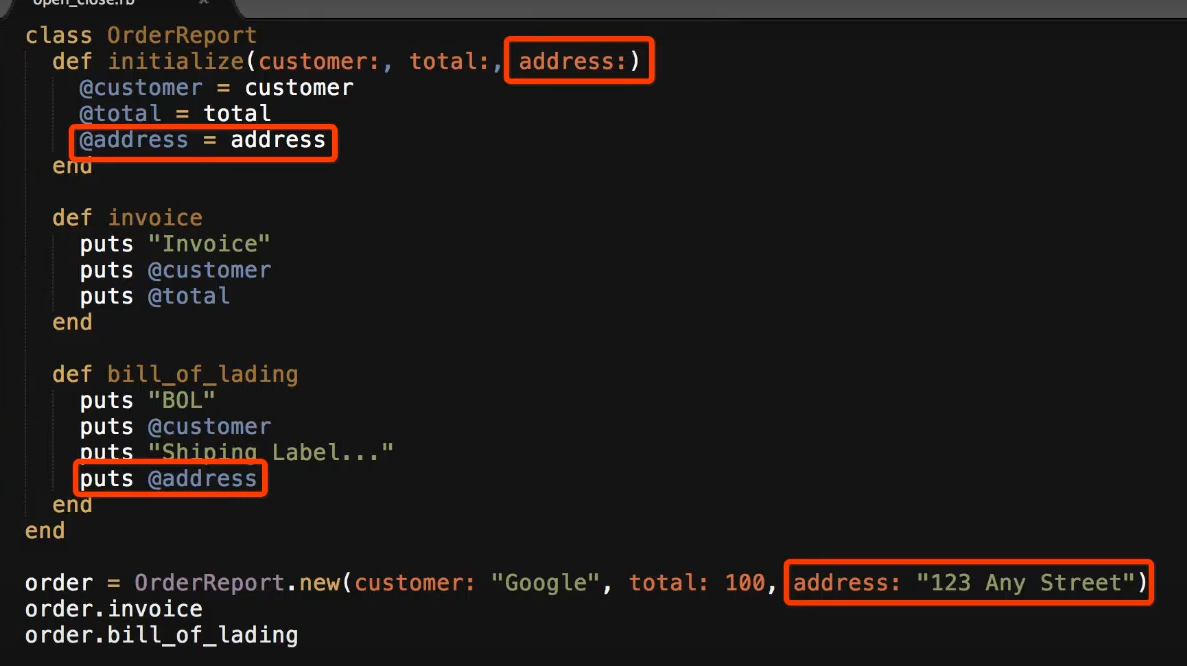 open_close.rb ×
class OrderReport
  def initialize(customer:, total:, address:)
    @customer = customer
    @total = total
    @address = address
  end

  def invoice
    puts "Invoice"
    puts @customer
    puts @total
  end

  def bill_of_lading
    puts "BOL"
    puts @customer
    puts "Shiping Label..."
    puts @address
  end
end

order = OrderReport.new(customer: "Google", total: 100, address: "123 Any Street")
order.invoice
order.bill_of_lading